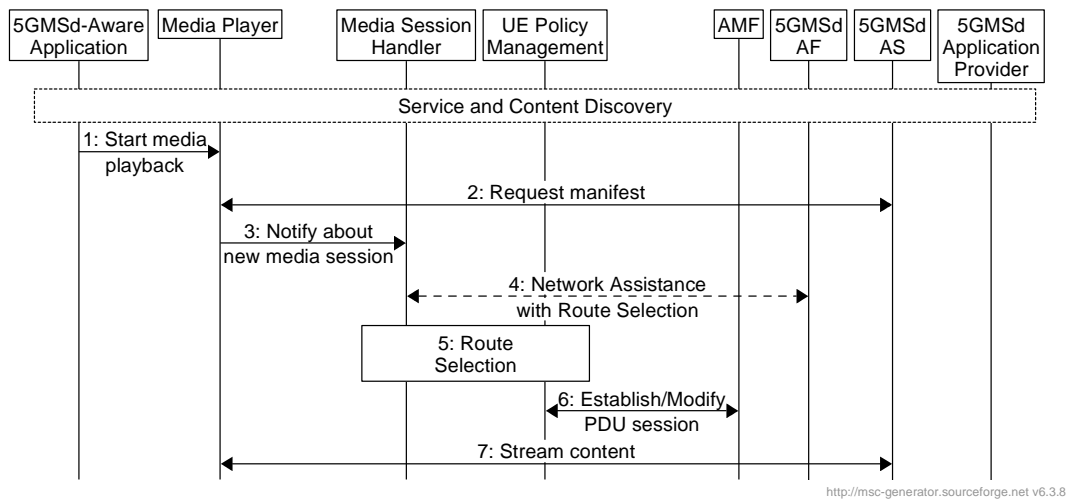 5GMSd-Aware
Application
Media Player
Media Session
Handler
UE Policy
Management
AMF
5GMSd
AF
5GMSd
AS
5GMSd
Application
Provider
Service and Content Discovery
1: Start media
playback
2: Request manifest
3: Notify about
new media session
4: Network Assistance
with Route Selection
5: Route
Selection
6: Establish/Modify
PDU session
7: Stream content
http://msc-generator.sourceforge.net v6.3.8